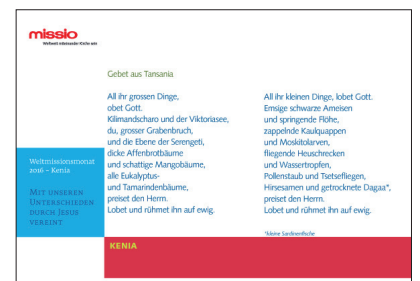 missio
Weltweit miteinander Kirche sein
Gebet aus Tansania
All ihr grossen Dinge,
obet Gott.
Kilimandscharo und der Viktoriasee,
du, grosser Grabenbruch,
und die Ebene der Serengeti,
dicke Affenbrotbäume
und schattige Mangobäume,
alle Eukalyptus-
und Tamarindenbäume,
preiset den Herrn.
Lobet und rühmet ihn auf ewig.
All ihr kleinen Dinge, lobet Gott.
Emsige schwarze Ameisen
und springende Flöhe,
zappelnde Kaulquappen
und Moskitolarven,
fliegende Heuschrecken
und Wassertropfen,
Pollenstaub und Tsetsefliegen,
Hirsesamen und getrocknete Dagaa*,
preiset den Herrn.
Lobet und rühmet ihn auf ewig.
*kleine Sardinenfische
Weltmissionsmonat
2016 – Kenia
Mit unseren
Unterschieden
durch Jesus
vereint
KENIA